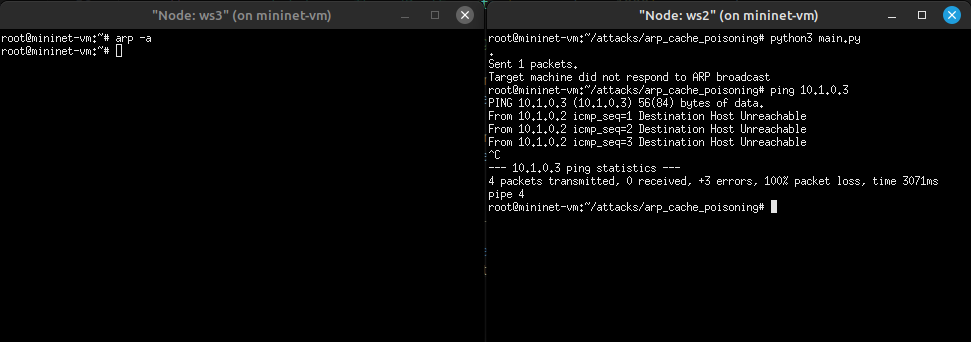 "Node: ws3" (on mininet-vm)
root@mininet-vm:~# arp -a
root@mininet-vm:~#
"Node: ws2" (on mininet-vm)
root@mininet-vm:~/attacks/arp_cache_poisoning# python3 main.py
.
Sent 1 packets.
Target machine did not respond to ARP broadcast
root@mininet-vm:~/attacks/arp_cache_poisoning# ping 10.1.0.3
PING 10.1.0.3 (10.1.0.3) 56(84) bytes of data.
From 10.1.0.2 icmp_seq=1 Destination Host Unreachable
From 10.1.0.2 icmp_seq=2 Destination Host Unreachable
From 10.1.0.2 icmp_seq=3 Destination Host Unreachable
^C
--- 10.1.0.3 ping statistics ---
4 packets transmitted, 0 received, +3 errors, 100% packet loss, time 3071ms
pipe 4
root@mininet-vm:~/attacks/arp_cache_poisoning#